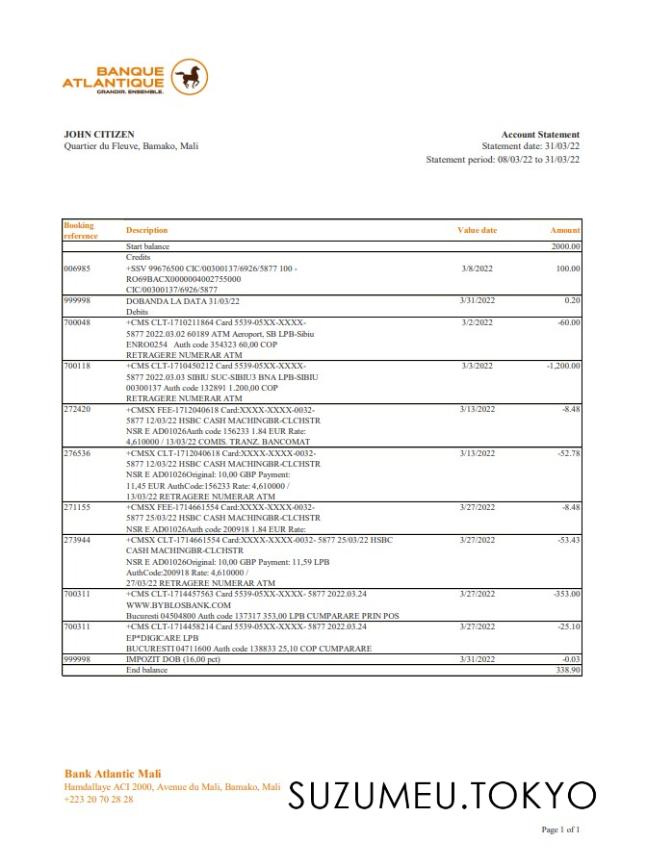 BANQUE
ATLANTIQUE
GRANDIR. ENSEMBLE.
JOHN CITIZEN
Quartier du Fleuve, Bamako, Mali
Account Statement
Statement date: 31/03/22
Statement period: 08/03/22 to 31/03/22
Booking reference Description Value date Amount
Start balance 2000.00
Credits
006985 +SSV 99676500 CIC/00300137/6926/5877 100 - 3/8/2022 100.00
RO69BACX0000004002755000
CIC/00300137/6926/5877
999998 DOBANDA LA DATA 31/03/22 3/31/2022 0.20
Debits
700048 +CMS CLT-1710211864 Card 5539-05XX-XXXX- 3/2/2022 -60.00
5877 2022.03.02 60189 ATM Aeroport, SB LPB-Sibiu
ENRO0254 Auth code 354323 60,00 COP
RETRAGERE NUMERAR ATM
700118 +CMS CLT-1710450212 Card 5539-05XX-XXXX- 3/3/2022 -1,200.00
5877 2022.03.03 SIBIU SUC-SIBIU3 BNA LPB-SIBIU
00300137 Auth code 132891 1.200,00 COP
RETRAGERE NUMERAR ATM
272420 +CMSX FEE-1712040618 Card:XXXX-XXXX-0032- 3/13/2022 -8.48
5877 12/03/22 HSBC CASH MACHINGBR-CLCHSTR
NSR E AD01026Auth code 156233 1.84 EUR Rate:
4,610000 / 13/03/22 COMIS. TRANZ. BANCOMAT
276536 +CMSX CLT-1712040618 Card:XXXX-XXXX-0032- 3/13/2022 -52.78
5877 12/03/22 HSBC CASH MACHINGBR-CLCHSTR
NSR E AD01026Original: 10,00 GBP Payment:
11,45 EUR AuthCode:156233 Rate: 4,610000 /
13/03/22 RETRAGERE NUMERAR ATM
271155 +CMSX FEE-1714661554 Card:XXXX-XXXX-0032- 3/27/2022 -8.48
5877 25/03/22 HSBC CASH MACHINGBR-CLCHSTR
NSR E AD01026Auth code 200918 1.84 EUR Rate:
273944 +CMSX CLT-1714661554 Card:XXXX-XXXX-0032- 5877 25/03/22 HSBC 3/27/2022 -53.43
CASH MACHINGBR-CLCHSTR
NSR E AD01026Original: 10,00 GBP Payment: 11,59 LPB
AuthCode:200918 Rate: 4,610000 /
27/03/22 RETRAGERE NUMERAR ATM
700311 +CMS CLT-1714457563 Card 5539-05XX-XXXX- 5877 2022.03.24 3/27/2022 -353.00
WWW.BYBLOSBANK.COM
Bucuresti 04504800 Auth code 137317 353,00 LPB CUMPARARE PRIN POS
700311 +CMS CLT-1714458214 Card 5539-05XX-XXXX- 5877 2022.03.24 3/27/2022 -25.10
EP*DIGICARE LPB
BUCURESTI 04711600 Auth code 138833 25,10 COP CUMPARARE
999998 IMPOZIT DOB (16,00 pct) 3/31/2022 -0.03
End balance 338.90
Bank Atlantic Mali
Hamdallaye ACI 2000, Avenue du Mali, Bamako, Mali
+223 20 70 28 28
SUZUMEU.TOKYO
Page 1 of 1